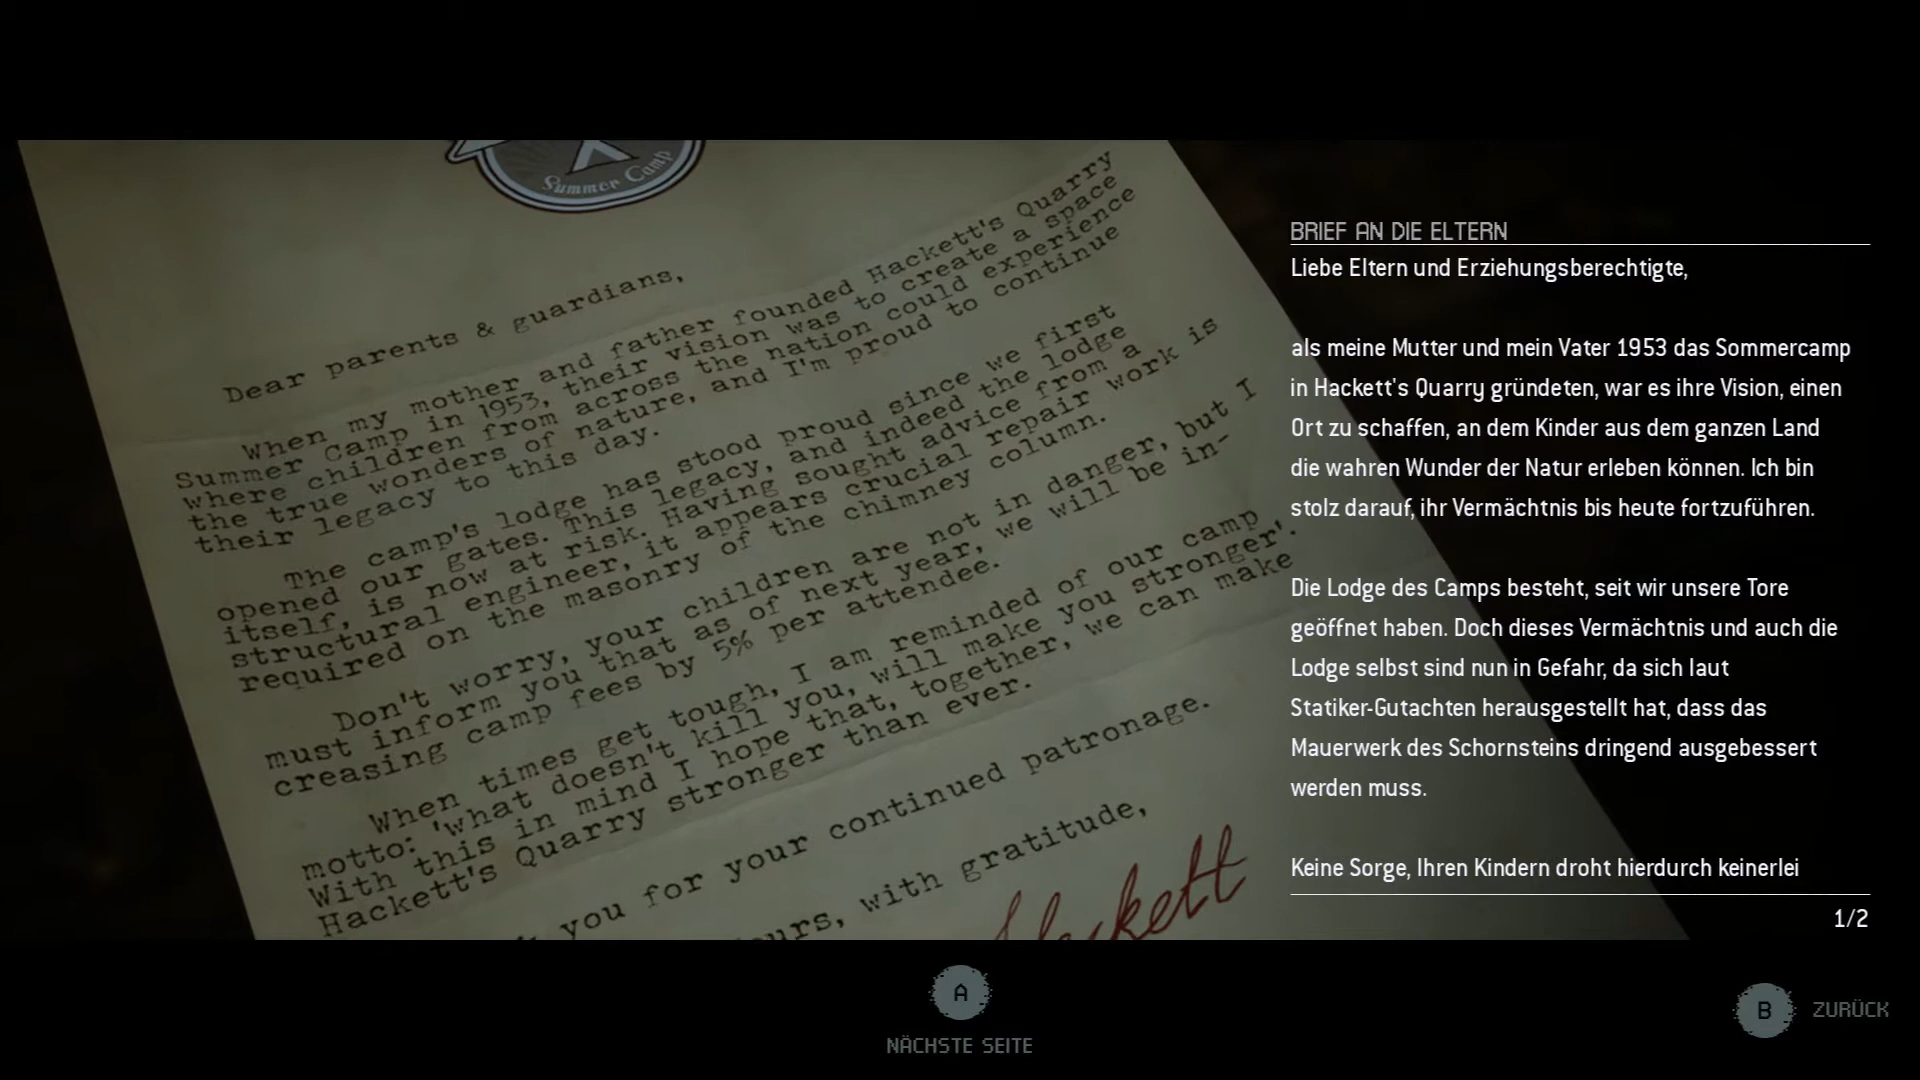 Summer Camp
Dear parents & guardians,
When my mother and father founded Hackett's Quarry
Summer Camp in 1953, their vision was to create a space
where children from across the nation could experience
the true wonders of nature, and I'm proud to continue
their legacy to this day.
The camp's lodge has stood proud since we first
opened our gates. This legacy, and indeed the lodge
itself, is now at risk. Having sought advice from a
structural engineer, it appears crucial repair work is
required on the masonry of the chimney column.
Don't worry, your children are not in danger, but I
must inform you that as of next year, we will be in-
creasing camp fees by 5% per attendee.
When times get tough, I am reminded of our camp
motto: 'what doesn't kill you, will make you stronger'.
With this in mind I hope that, together, we can make
Hackett's Quarry stronger than ever.
you for your continued patronage.
with gratitude,
Hackett
BRIEF AN DIE ELTERN
Liebe Eltern und Erziehungsberechtigte,
als meine Mutter und mein Vater 1953 das Sommercamp
in Hackett's Quarry gründeten, war es ihre Vision, einen
Ort zu schaffen, an dem Kinder aus dem ganzen Land
die wahren Wunder der Natur erleben können. Ich bin
stolz darauf, ihr Vermächtnis bis heute fortzuführen.
Die Lodge des Camps besteht, seit wir unsere Tore
geöffnet haben. Doch dieses Vermächtnis und auch die
Lodge selbst sind nun in Gefahr, da sich laut
Statiker-Gutachten herausgestellt hat, dass das
Mauerwerk des Schornsteins dringend ausgebessert
werden muss.
Keine Sorge, Ihren Kindern droht hierdurch keinerlei
1/2
A
NÄCHSTE SEITE
B ZURÜCK